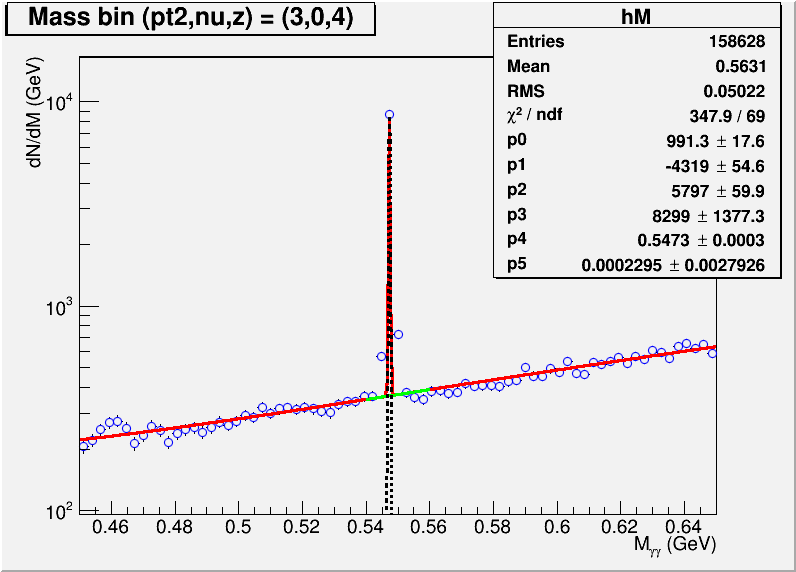 Mass bin (pt2,nu,z) = (3,0,4)
hM
Entries 158628
Mean 0.5631
RMS 0.05022
χ² / ndf 347.9 / 69
p0 991.3 ± 17.6
p1 -4319 ± 54.6
p2 5797 ± 59.9
p3 8299 ± 1377.3
p4 0.5473 ± 0.0003
p5 0.0002295 ± 0.0027926
dN/dM (GeV)
10⁴
10³
10²
0.46 0.48 0.5 0.52 0.54 0.56 0.58 0.6 0.62 0.64
Mγγ (GeV)